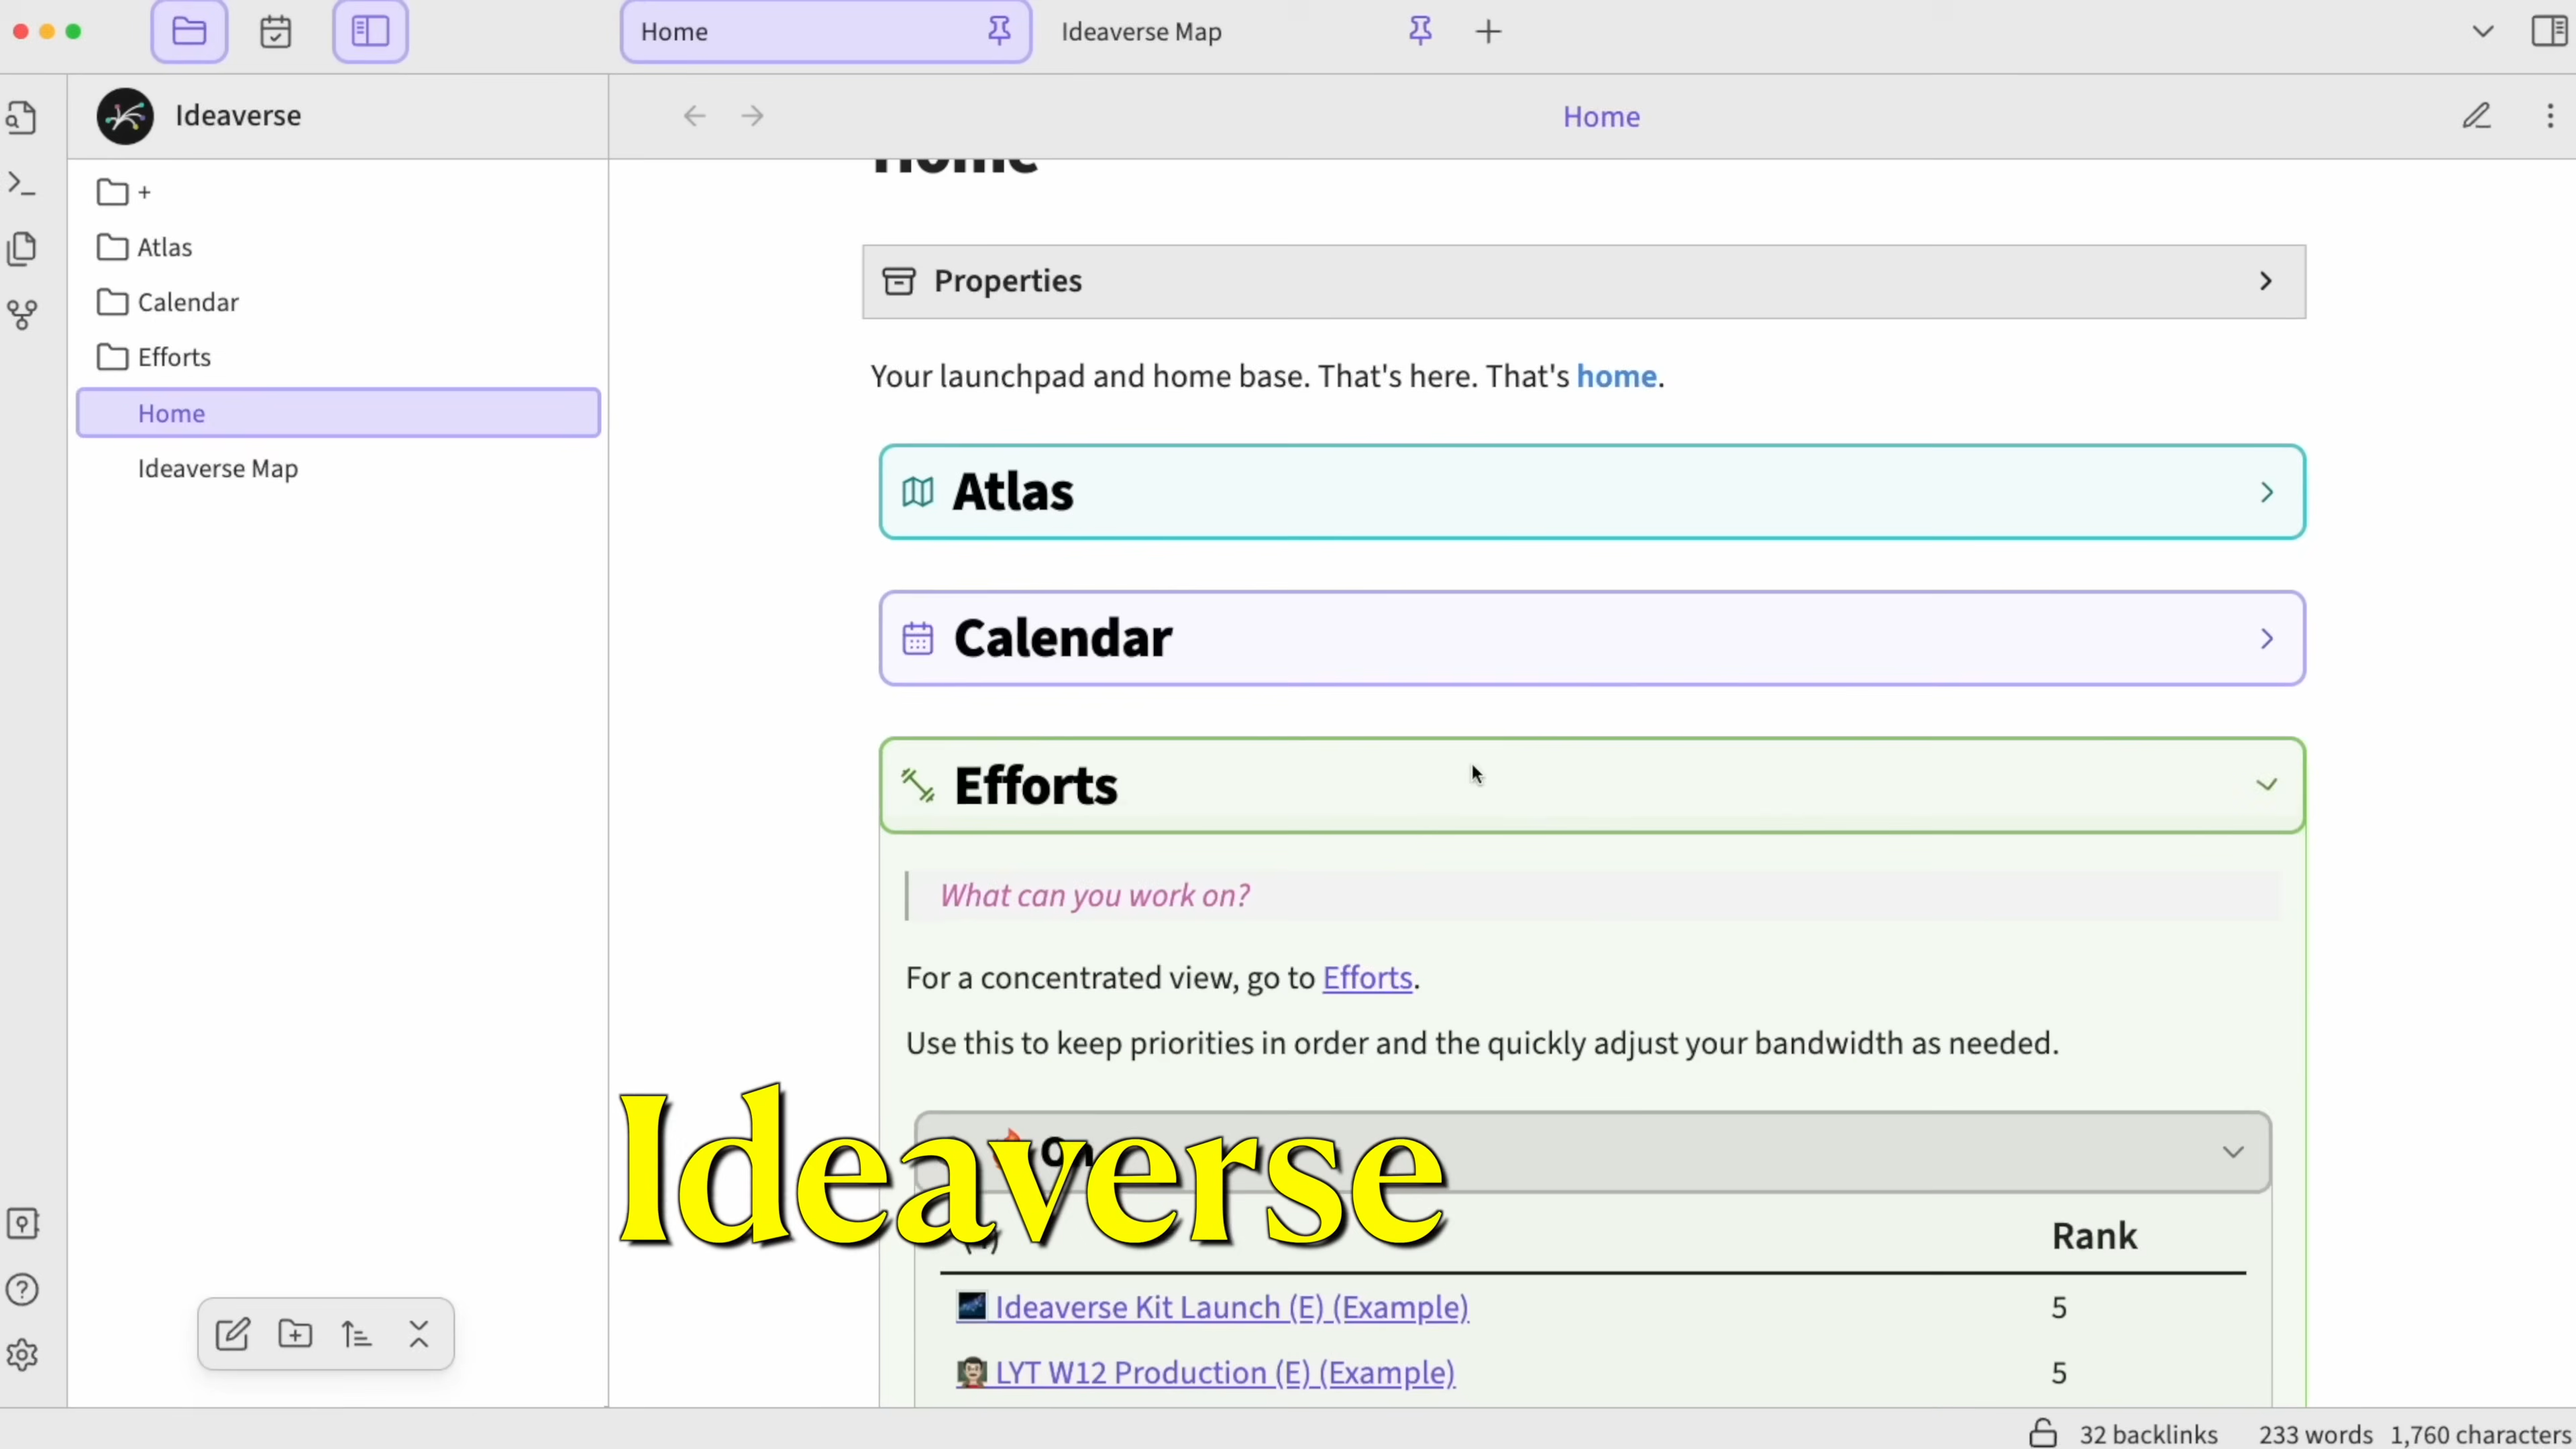 Home
Ideaverse Map
Ideaverse
Home
+
Atlas
Calendar
Efforts
Home
Ideaverse Map
Home
Properties
Your launchpad and home base. That's here. That's home.
Atlas
Calendar
Efforts
What can you work on?
For a concentrated view, go to Efforts.
Use this to keep priorities in order and the quickly adjust your bandwidth as needed.
Ideaverse
Rank
Ideaverse Kit Launch (E) (Example) 5
LYT W12 Production (E) (Example) 5
32 backlinks 233 words 1,760 characters